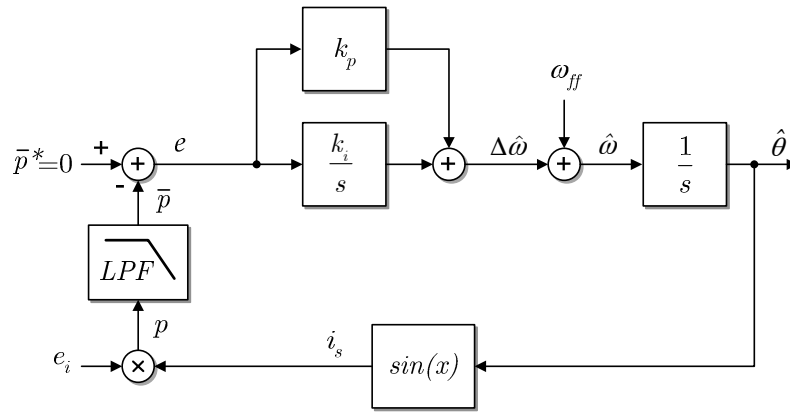 k_p
ω_ff
p̄*=0
+
+
e
k_i
s
+
Δω̂
+
ω̂
1
s
θ̂
-
p̄
LPF
p
i_s
e_i
×
sin(x)